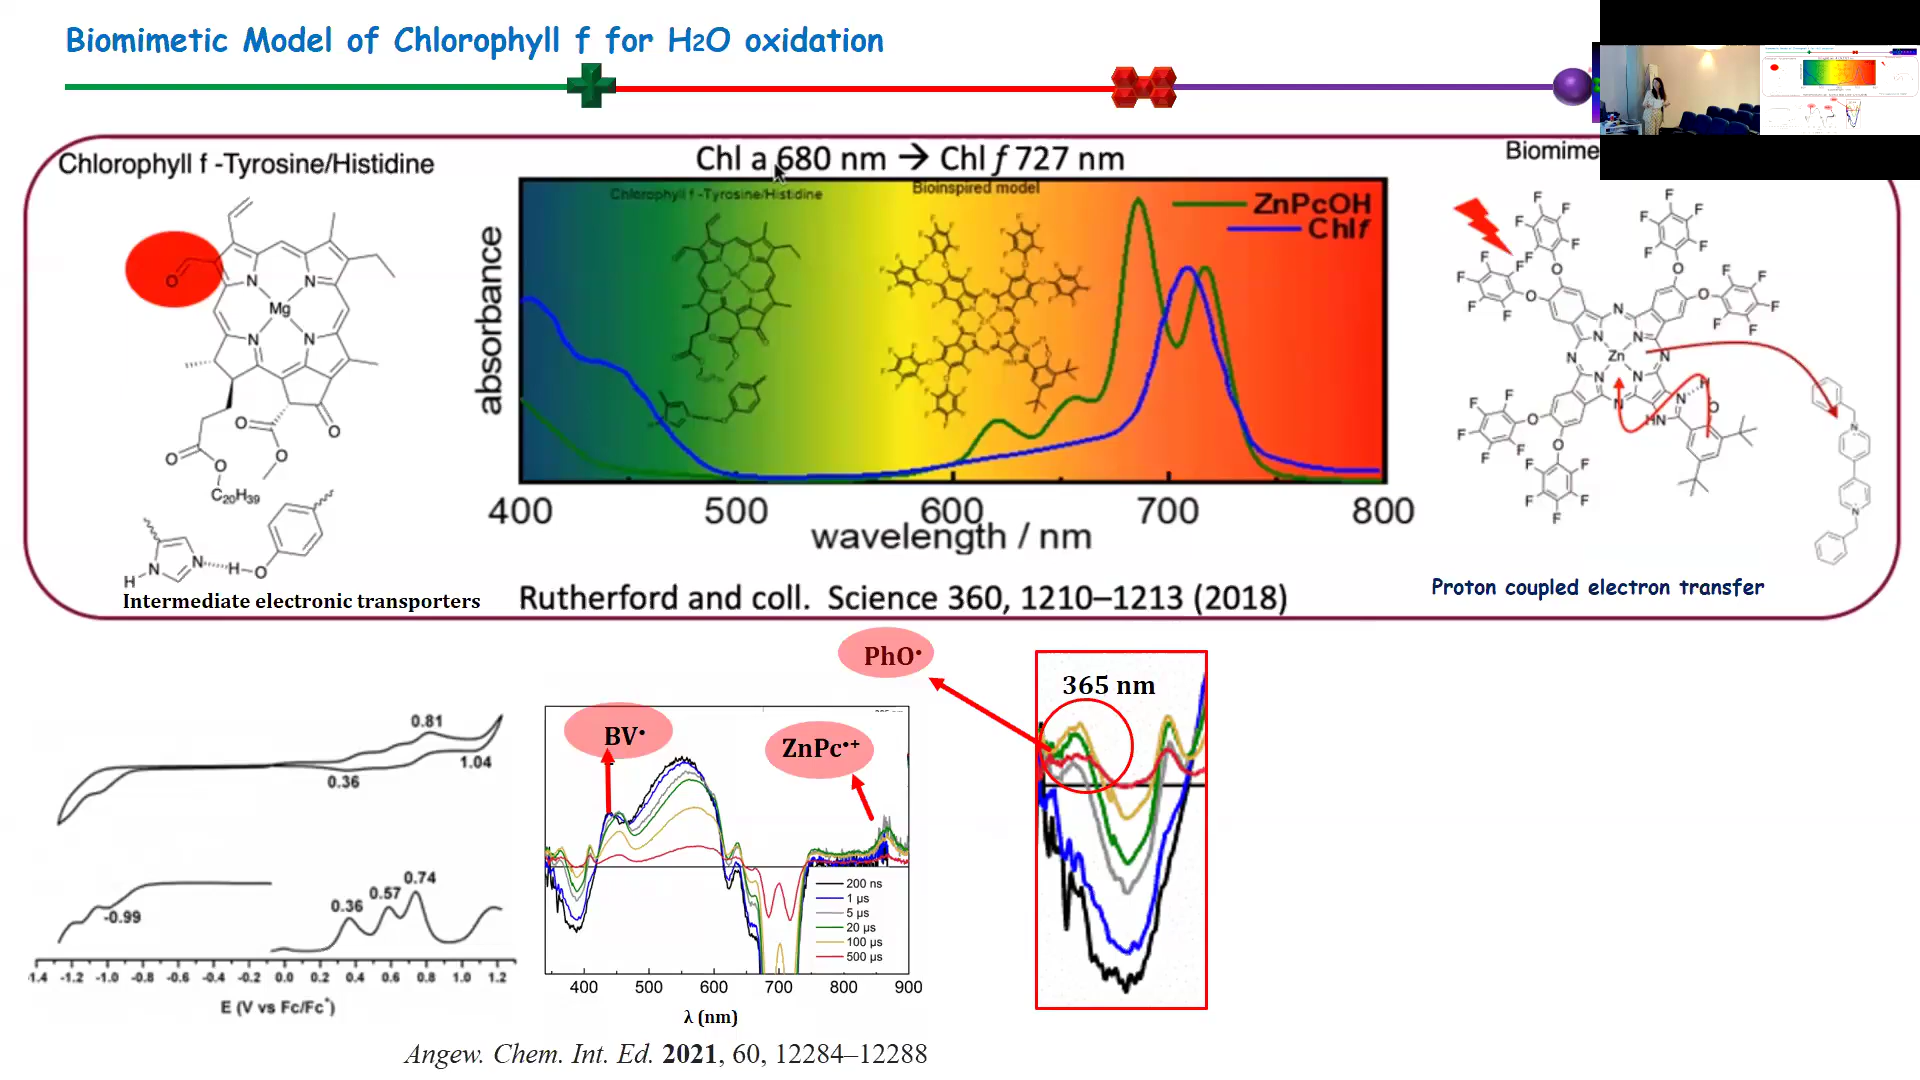 Biomimetic Model of Chlorophyll f for H2O oxidation
Chlorophyll f -Tyrosine/Histidine
Chl a 680 nm → Chl f 727 nm
Biomime
Chlorophyll f -Tyrosine/Histidine
Bioinspired model
ZnPcOH
Chlf
absorbance
400 500 600 700 800
wavelength / nm
O
N
N
Mg
N
N
O
O
O
O
O
C20H39
N
H
N
H
O
Intermediate electronic transporters
Rutherford and coll. Science 360, 1210–1213 (2018)
Zn
HN
Proton coupled electron transfer
PhO•
365 nm
BV•
ZnPc•+
0.81
1.04
0.36
0.74
0.57
0.36
-0.99
-1.2 -1.0 -0.8 -0.6 -0.4 -0.2 0.0 0.2 0.4 0.6 0.8 1.0 1.2
E (V vs Fc/Fc+)
200 ns
1 µs
5 µs
20 µs
100 µs
500 µs
400 500 600 700 800 900
λ (nm)
Angew. Chem. Int. Ed. 2021, 60, 12284–12288